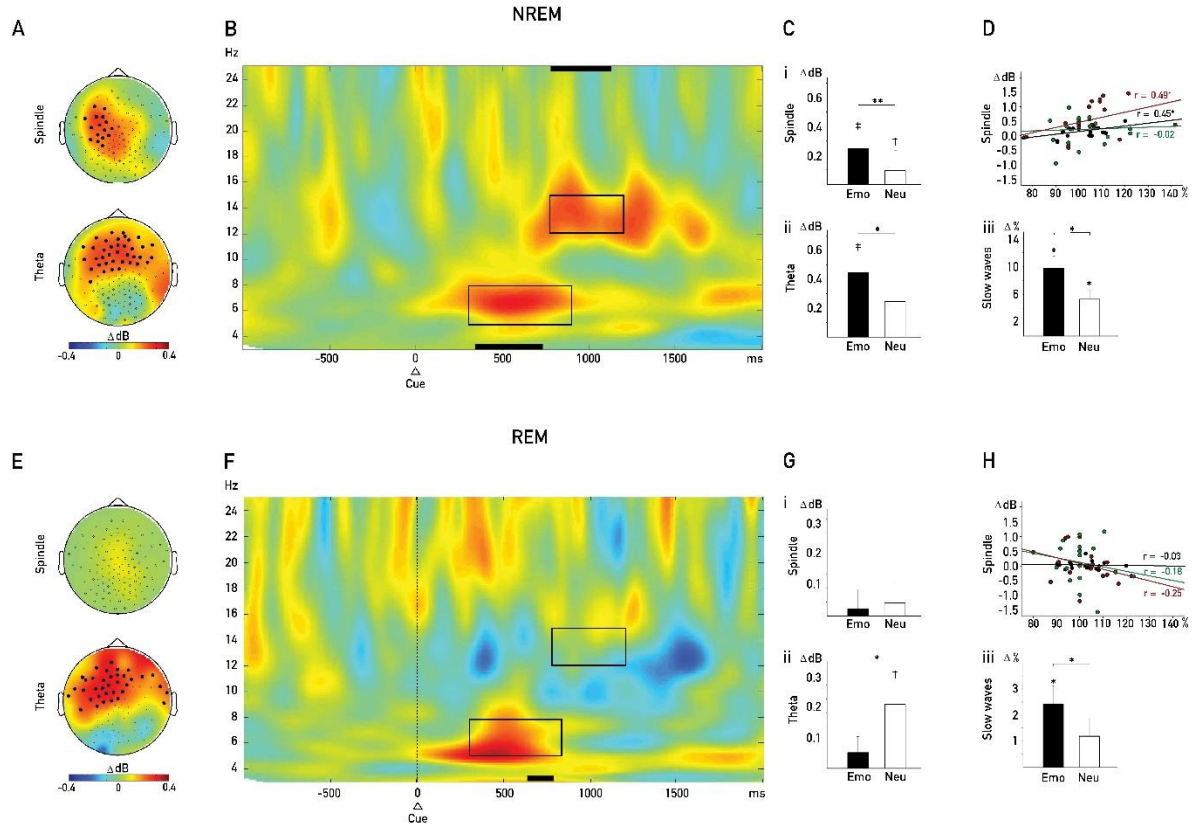 NREM
A
Spindle
Theta
Δ dB
-0.4 0 0.4
B
Hz
24
22
20
18
16
14
12
10
8
6
4
-500 0 500 1000 1500 ms
Δ
Cue
C
i Δ dB
Spindle
0.6
0.4
0.2
**
‡
†
Emo Neu
ii Δ dB
Theta
0.6
0.4
0.2
*
‡
Emo Neu
D
Δ dB
Spindle
1.5
1.0
0.5
0.0
-0.5
-1.0
-1.5
r = 0.49*
r = 0.45*
r = -0.02
80 90 100 110 120 130 140 %
iii Δ %
Slow waves
14
10
6
2
*
*
Emo Neu
REM
E
Spindle
Theta
Δ dB
-0.4 0 0.4
F
Hz
24
22
20
18
16
14
12
10
8
6
4
-500 0 500 1000 1500 ms
Δ
Cue
G
i Δ dB
Spindle
0.3
0.2
0.1
Emo Neu
ii Δ dB
Theta
0.3
0.2
0.1
*
†
Emo Neu
H
Δ dB
Spindle
1.5
1.0
0.5
0.0
-0.5
-1.0
-1.5
r = -0.03
r = -0.18
r = -0.25
80 90 100 110 120 130 140 %
iii Δ %
Slow waves
3
2
1
*
*
Emo Neu